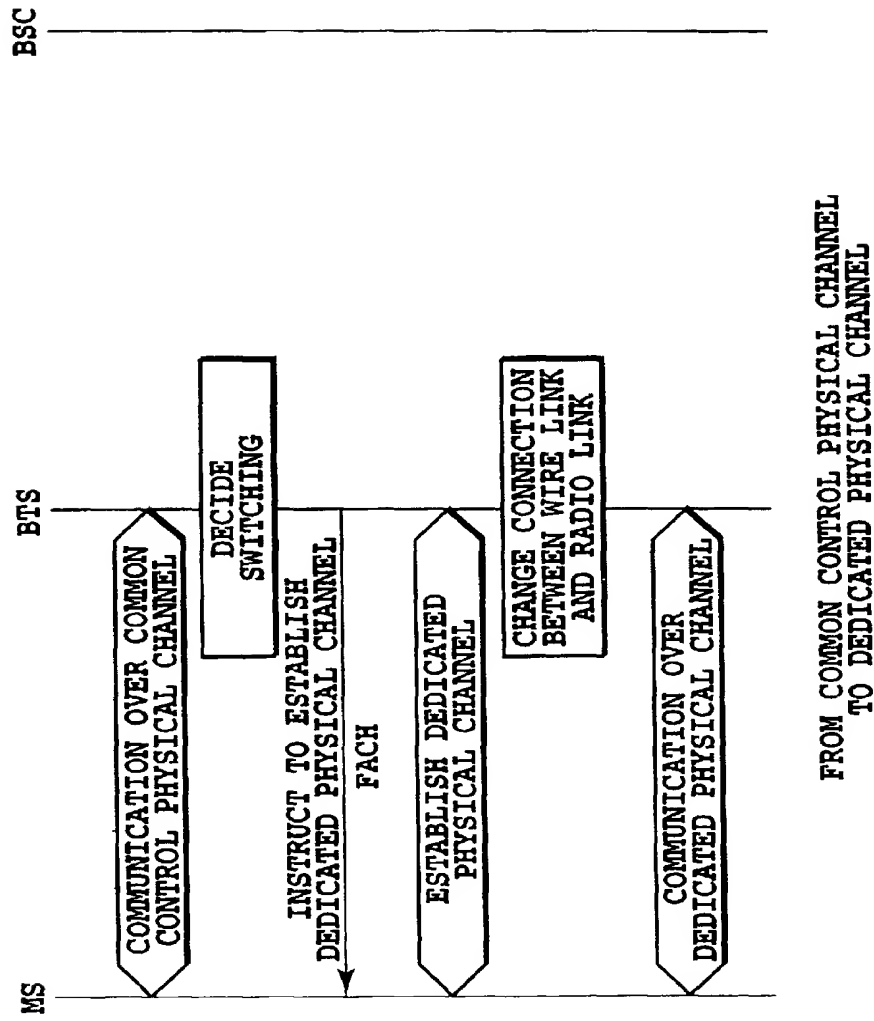 MS
BTS
BSC
COMMUNICATION OVER COMMON
CONTROL PHYSICAL CHANNEL
DECIDE
SWITCHING
INSTRUCT TO ESTABLISH
DEDICATED PHYSICAL CHANNEL
FACH
ESTABLISH DEDICATED
PHYSICAL CHANNEL
CHANGE CONNECTION
BETWEEN WIRE LINK
AND RADIO LINK
COMMUNICATION OVER
DEDICATED PHYSICAL CHANNEL
FROM COMMON CONTROL PHYSICAL CHANNEL
TO DEDICATED PHYSICAL CHANNEL